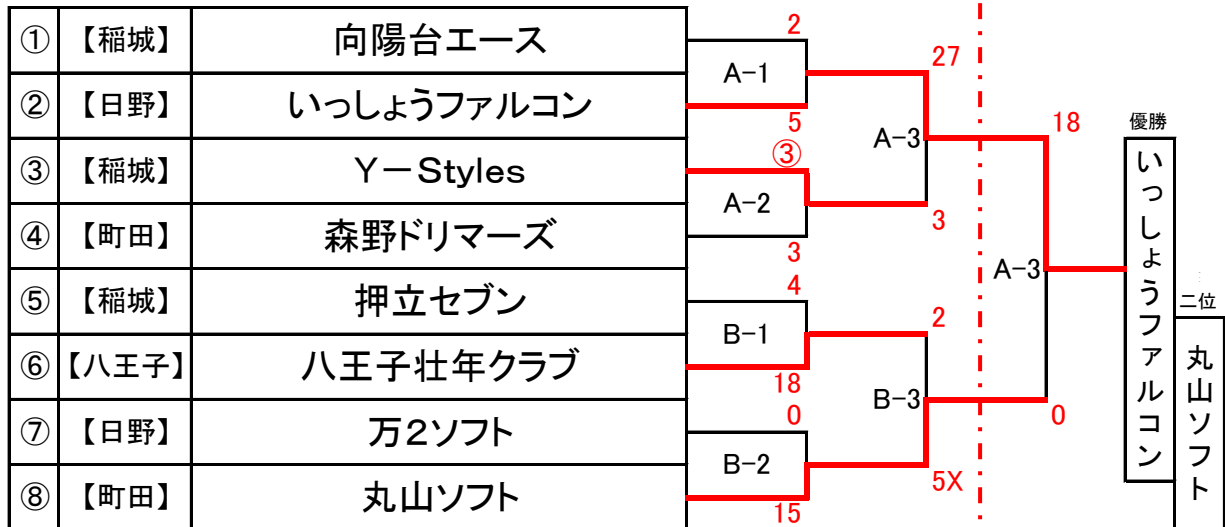 ① 【稲城】 向陽台エース
② 【日野】 いっしょうファルコン
③ 【稲城】 Y－Styles
④ 【町田】 森野ドリマーズ
⑤ 【稲城】 押立セブン
⑥ 【八王子】 八王子壮年クラブ
⑦ 【日野】 万2ソフト
⑧ 【町田】 丸山ソフト
2
A-1
5
③
A-2
3
4
B-1
18
0
B-2
15
27
A-3
3
2
B-3
5X
18
A-3
0
優勝
いっしょうファルコン
二位
丸山ソフト